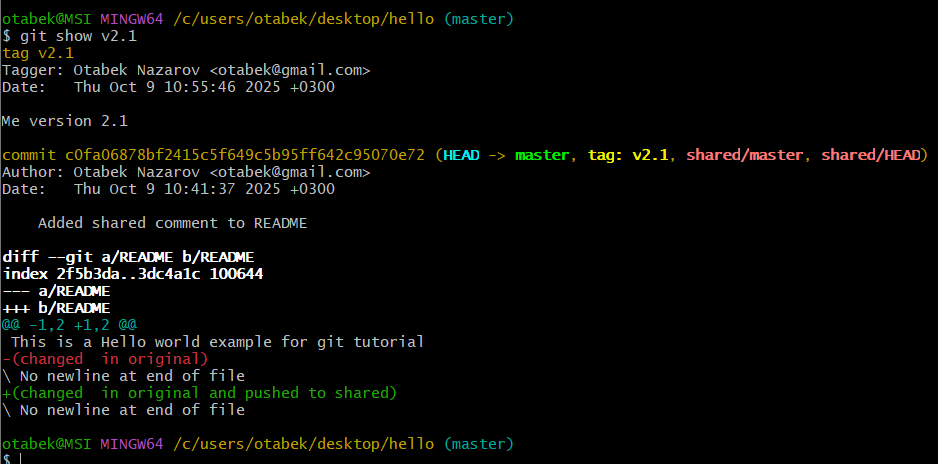 otabek@MSI MINGW64 /c/users/otabek/desktop/hello (master)
$ git show v2.1
tag v2.1
Tagger: Otabek Nazarov <otabek@gmail.com>
Date:   Thu Oct 9 10:55:46 2025 +0300

Me version 2.1

commit c0fa06878bf2415c5f649c5b95ff642c95070e72 (HEAD -> master, tag: v2.1, shared/master, shared/HEAD)
Author: Otabek Nazarov <otabek@gmail.com>
Date:   Thu Oct 9 10:41:37 2025 +0300

    Added shared comment to README

diff --git a/README b/README
index 2f5b3da..3dc4a1c 100644
--- a/README
+++ b/README
@@ -1,2 +1,2 @@
 This is a Hello world example for git tutorial
-(changed  in original)
\ No newline at end of file
+(changed  in original and pushed to shared)
\ No newline at end of file

otabek@MSI MINGW64 /c/users/otabek/desktop/hello (master)
$